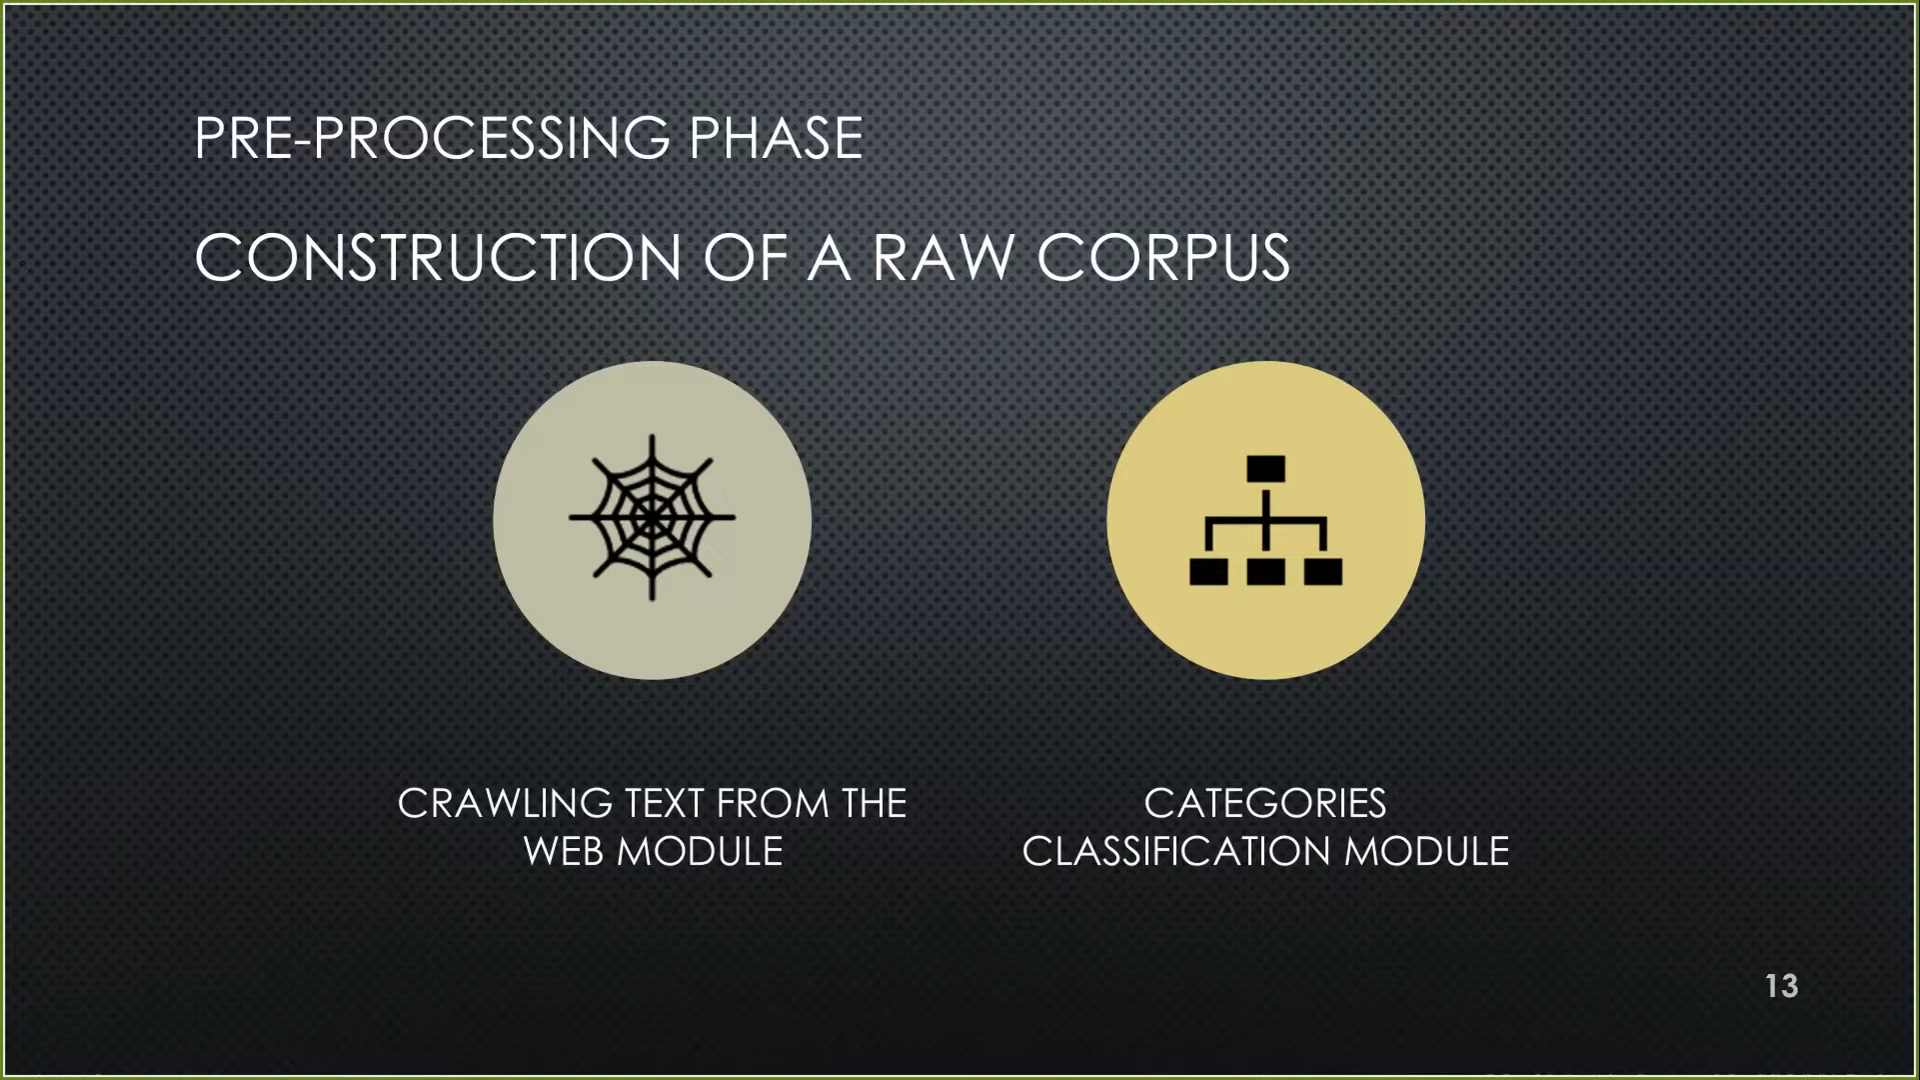 PRE-PROCESSING PHASE
CONSTRUCTION OF A RAW CORPUS
CRAWLING TEXT FROM THE
WEB MODULE
CATEGORIES
CLASSIFICATION MODULE
13